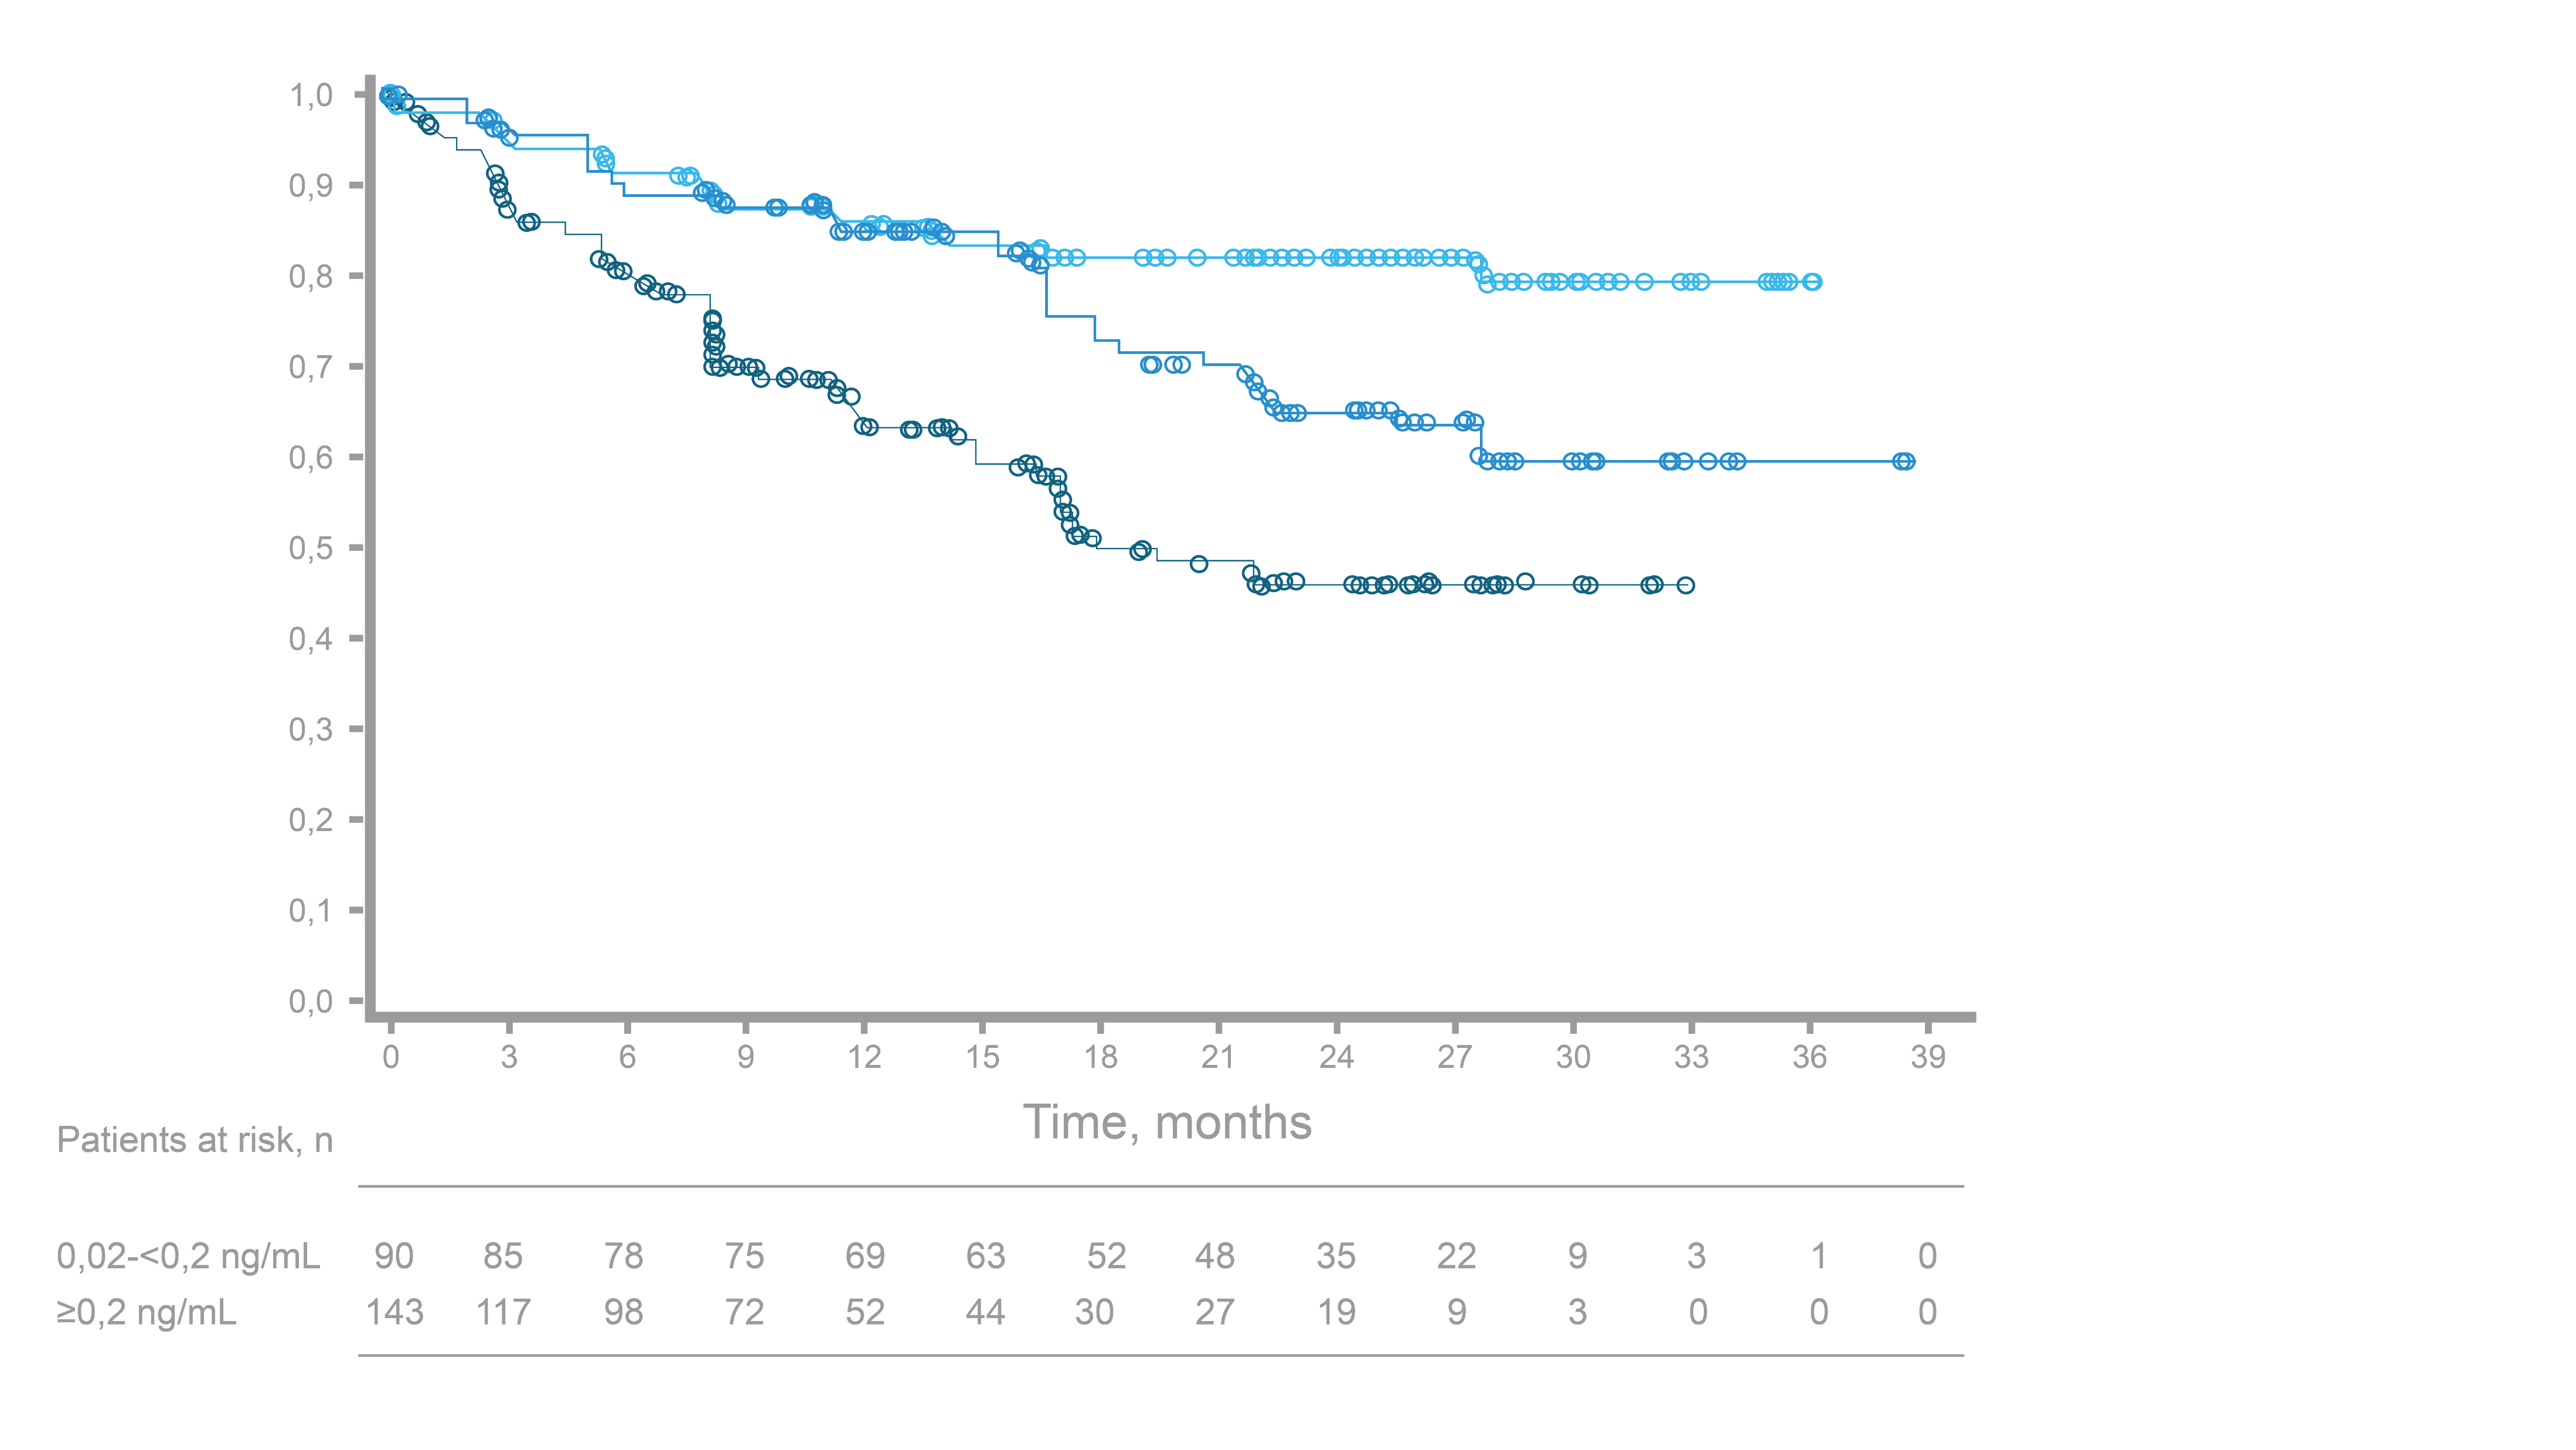 1,0
0,9
0,8
0,7
0,6
0,5
0,4
0,3
0,2
0,1
0,0
0 3 6 9 12 15 18 21 24 27 30 33 36 39
Time, months
Patients at risk, n
0,02-<0,2 ng/mL 90 85 78 75 69 63 52 48 35 22 9 3 1 0
≥0,2 ng/mL 143 117 98 72 52 44 30 27 19 9 3 0 0 0